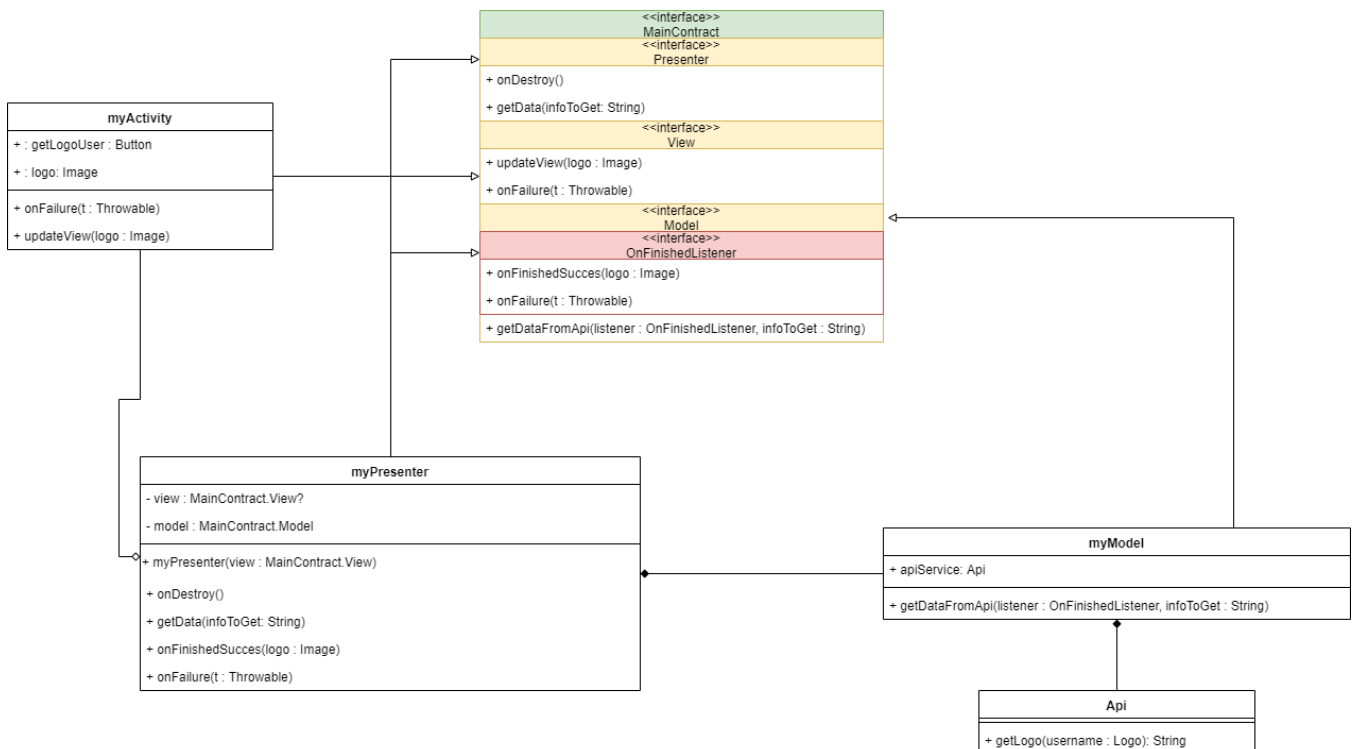 <<interface>>
MainContract
<<interface>>
Presenter
+ onDestroy()
+ getData(infoToGet: String)
<<interface>>
View
+ updateView(logo : Image)
+ onFailure(t : Throwable)
<<interface>>
Model
<<interface>>
OnFinishedListener
+ onFinishedSucces(logo : Image)
+ onFailure(t : Throwable)
+ getDataFromApi(listener : OnFinishedListener, infoToGet : String)
myActivity
+ : getLogoUser : Button
+ : logo: Image
+ onFailure(t : Throwable)
+ updateView(logo : Image)
myPresenter
- view : MainContract.View?
- model : MainContract.Model
+ myPresenter(view : MainContract.View)
+ onDestroy()
+ getData(infoToGet: String)
+ onFinishedSucces(logo : Image)
+ onFailure(t : Throwable)
myModel
+ apiService: Api
+ getDataFromApi(listener : OnFinishedListener, infoToGet : String)
Api
+ getLogo(username : Logo): String